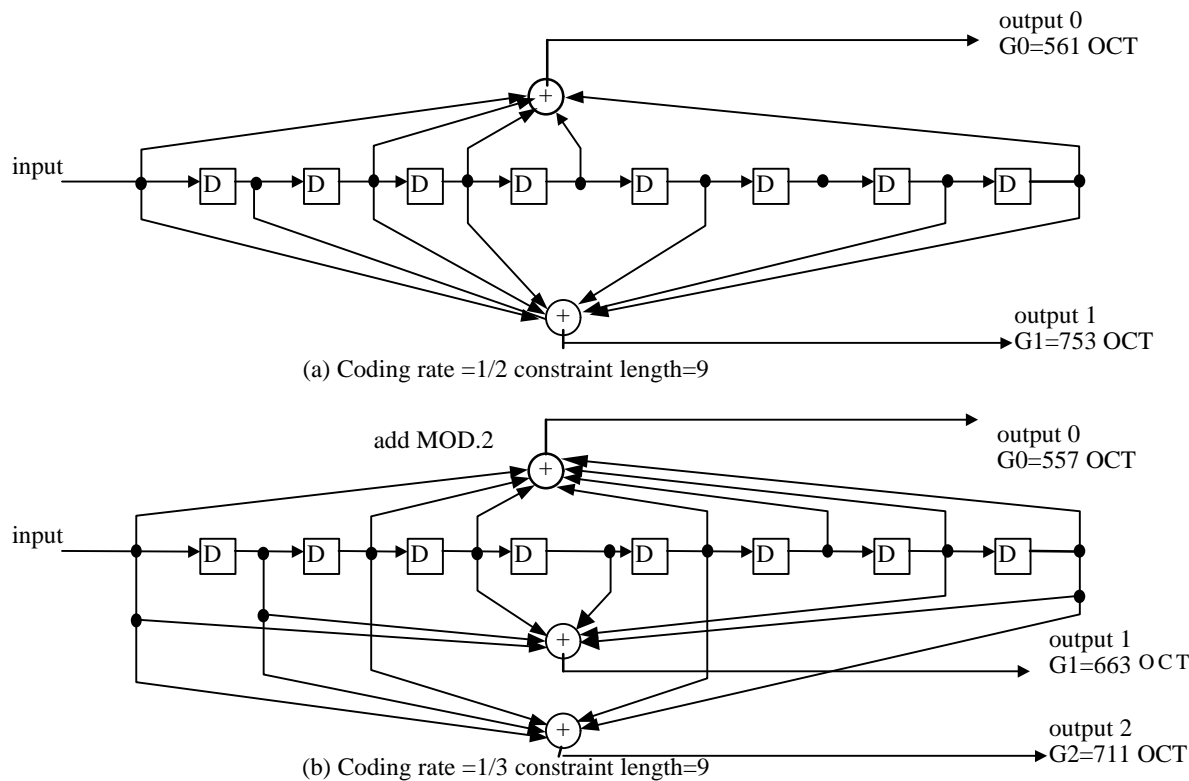 output 0
G0=561 OCT
+
input
D D D D D D D D
+
output 1
G1=753 OCT
(a) Coding rate =1/2 constraint length=9
add MOD.2
output 0
G0=557 OCT
+
input
D D D D D D D D
+
output 1
G1=663 OCT
+
output 2
G2=711 OCT
(b) Coding rate =1/3 constraint length=9